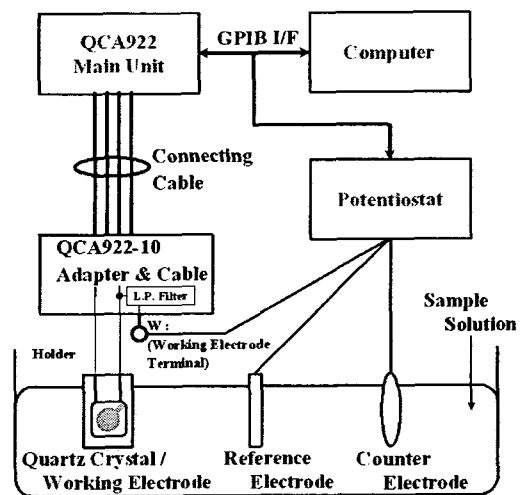 QCA922
Main Unit
GPIB I/F
Computer
Connecting
Cable
Potentiostat
QCA922-10
Adapter & Cable
L.P. Filter
W :
(Working Electrode
Terminal)
Sample
Solution
Holder
Quartz Crystal /
Working Electrode
Reference
Electrode
Counter
Electrode